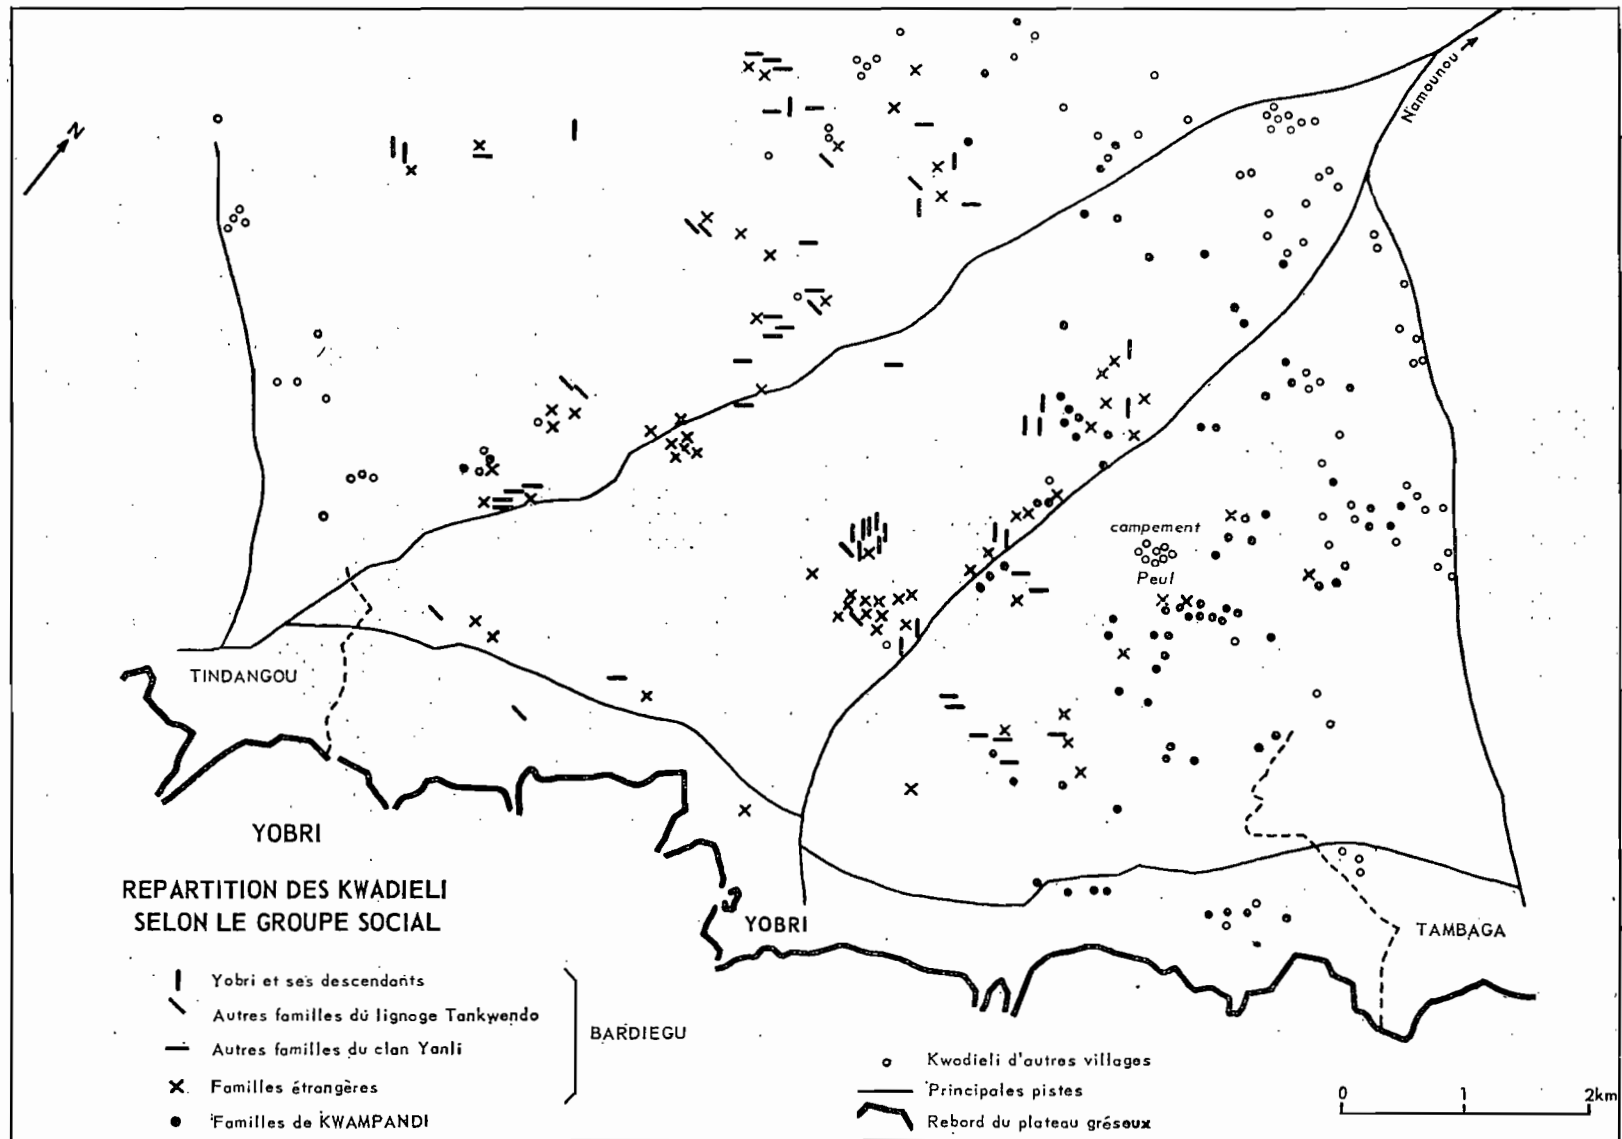 N
Namounou
campement
Peul
TINDANGOU
YOBRI
REPARTITION DES KWADIELI
SELON LE GROUPE SOCIAL
YOBRI
TAMBAGA
Yobri et ses descendants
Autres familles du lignage Tankwendo
Autres familles du clan Yanli
Familles étrangères
Familles de KWAMPANDI
BARDIEGU
Kwadieli d'autres villages
Principales pistes
Rebord du plateau gréseux
0 1 2km